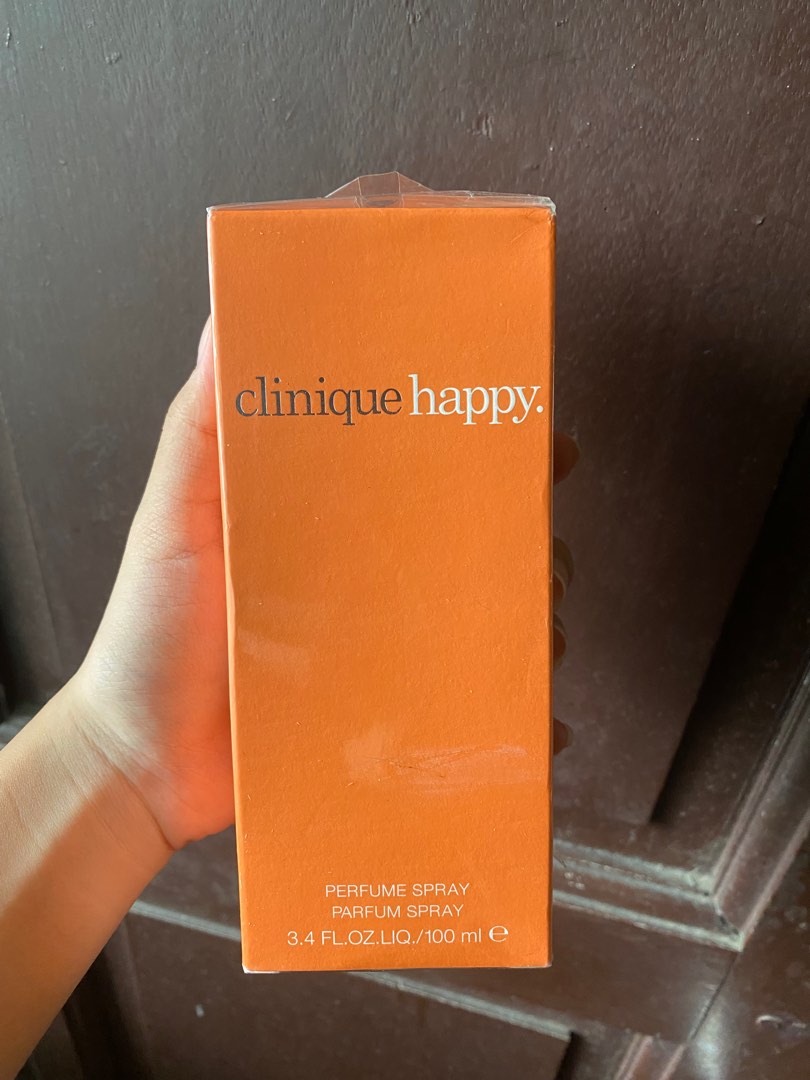 clinique happy.
PERFUME SPRAY
PARFUM SPRAY
3.4 FL.OZ.LIQ./100 ml ℮